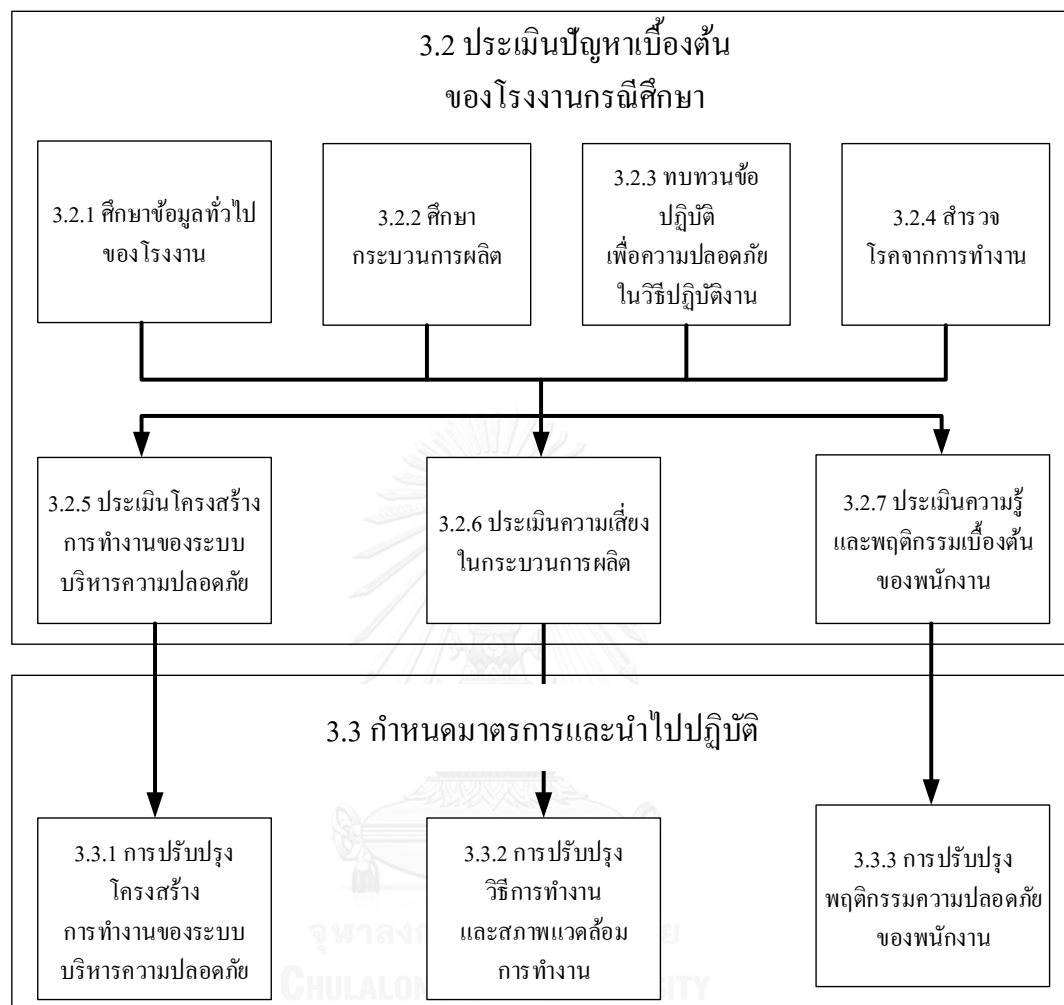 3.2 ประเมินปัญหาเบื้องต้น
ของโรงงานกรณีศึกษา
3.2.1 ศึกษาข้อมูลทั่วไป
ของโรงงาน
3.2.2 ศึกษา
กระบวนการผลิต
3.2.3 ทบทวนข้อ
ปฏิบัติ
เพื่อความปลอดภัย
ในวิธีปฏิบัติงาน
3.2.4 สำรวจ
โรคจากการทำงาน
3.2.5 ประเมินโครงสร้าง
การทำงานของระบบ
บริหารความปลอดภัย
3.2.6 ประเมินความเสี่ยง
ในกระบวนการผลิต
3.2.7 ประเมินความรู้
และพฤติกรรมเบื้องต้น
ของพนักงาน
3.3 กำหนดมาตรการและนำไปปฏิบัติ
3.3.1 การปรับปรุง
โครงสร้าง
การทำงานของระบบ
บริหารความปลอดภัย
3.3.2 การปรับปรุง
วิธีการทำงาน
และสภาพแวดล้อม
การทำงาน
3.3.3 การปรับปรุง
พฤติกรรมความปลอดภัย
ของพนักงาน